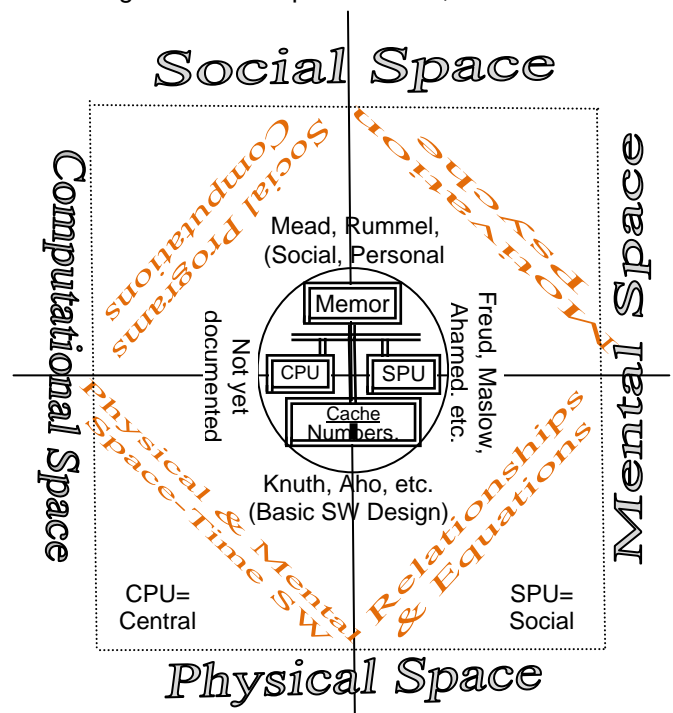 Social Space
Social Programs
Computations
Motivation
Psyche
Computational Space
Mental Space
Mead, Rummel,
(Social, Personal
Not yet
documented
Memor
CPU
SPU
Cache
Numbers.
Freud, Maslow,
Ahamed. etc.
Knuth, Aho, etc.
(Basic SW Design)
Physical & Mental
Space-Time SW
Relationships
& Equations
CPU=
Central
SPU=
Social
Physical Space